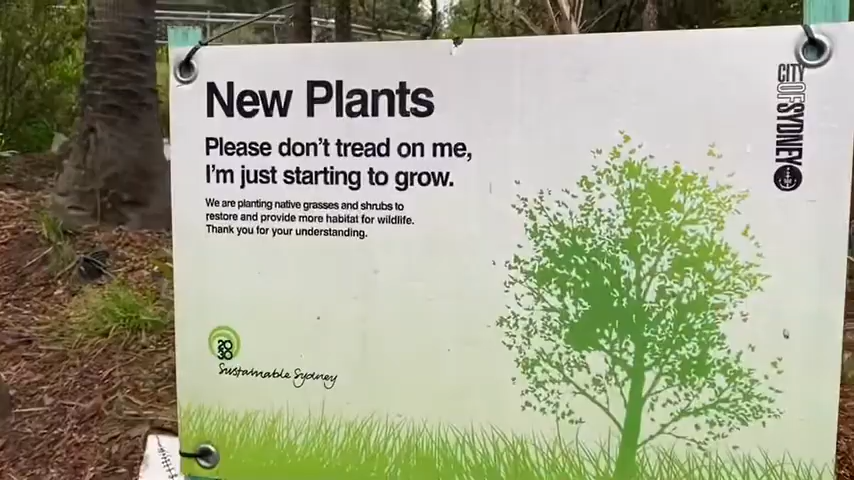 New Plants
Please don't tread on me,
I'm just starting to grow.
We are planting native grasses and shrubs to
restore and provide more habitat for wildlife.
Thank you for your understanding.
CITY OF SYDNEY
2030
Sustainable Sydney